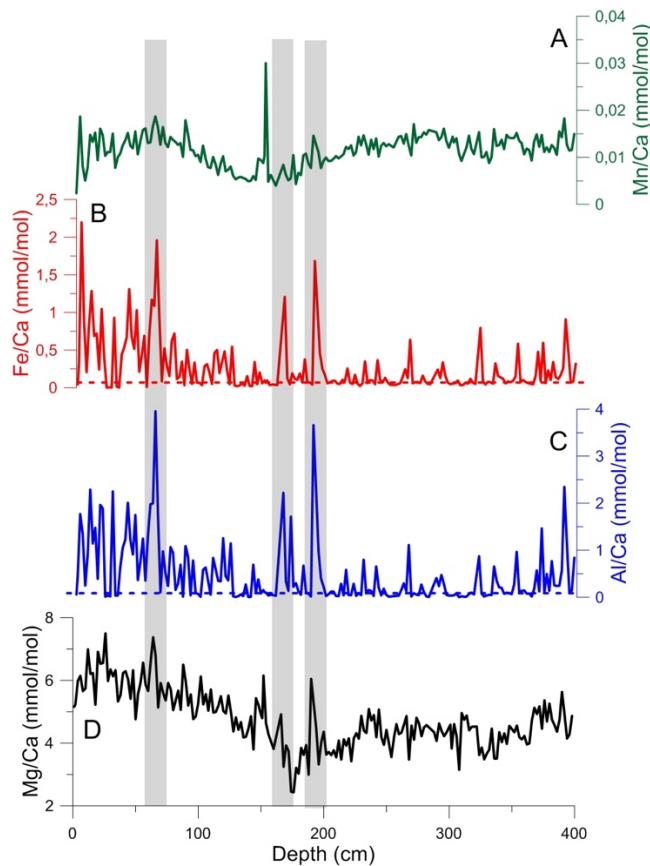 A
0,04
0,03
0,02
0,01
0
Mn/Ca (mmol/mol)
B
2,5
2
1,5
1
0,5
0
Fe/Ca (mmol/mol)
C
4
3
2
1
0
Al/Ca (mmol/mol)
D
8
6
4
2
Mg/Ca (mmol/mol)
0 100 200 300 400
Depth (cm)